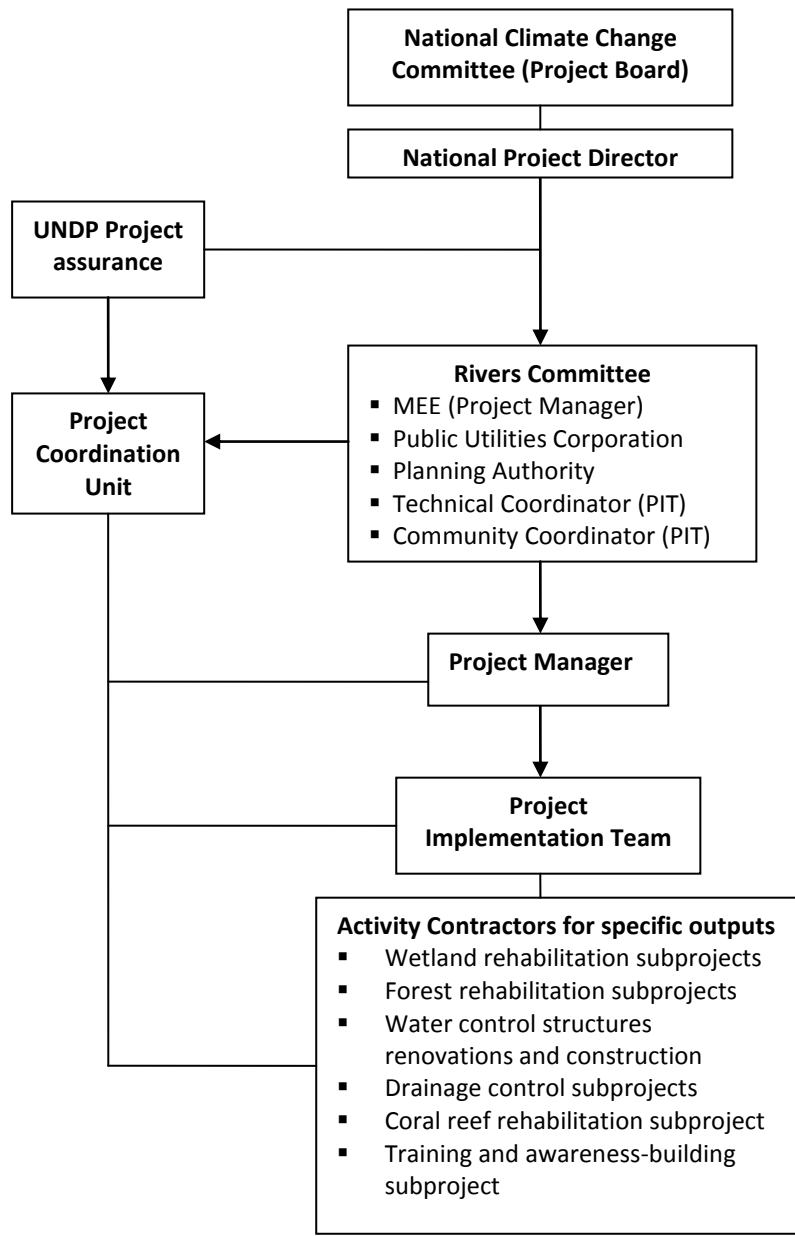 National Climate Change
Committee (Project Board)
National Project Director
UNDP Project
assurance
Rivers Committee
▪ MEE (Project Manager)
▪ Public Utilities Corporation
▪ Planning Authority
▪ Technical Coordinator (PIT)
▪ Community Coordinator (PIT)
Project
Coordination
Unit
Project Manager
Project
Implementation Team
Activity Contractors for specific outputs
▪ Wetland rehabilitation subprojects
▪ Forest rehabilitation subprojects
▪ Water control structures
renovations and construction
▪ Drainage control subprojects
▪ Coral reef rehabilitation subproject
▪ Training and awareness-building
subproject